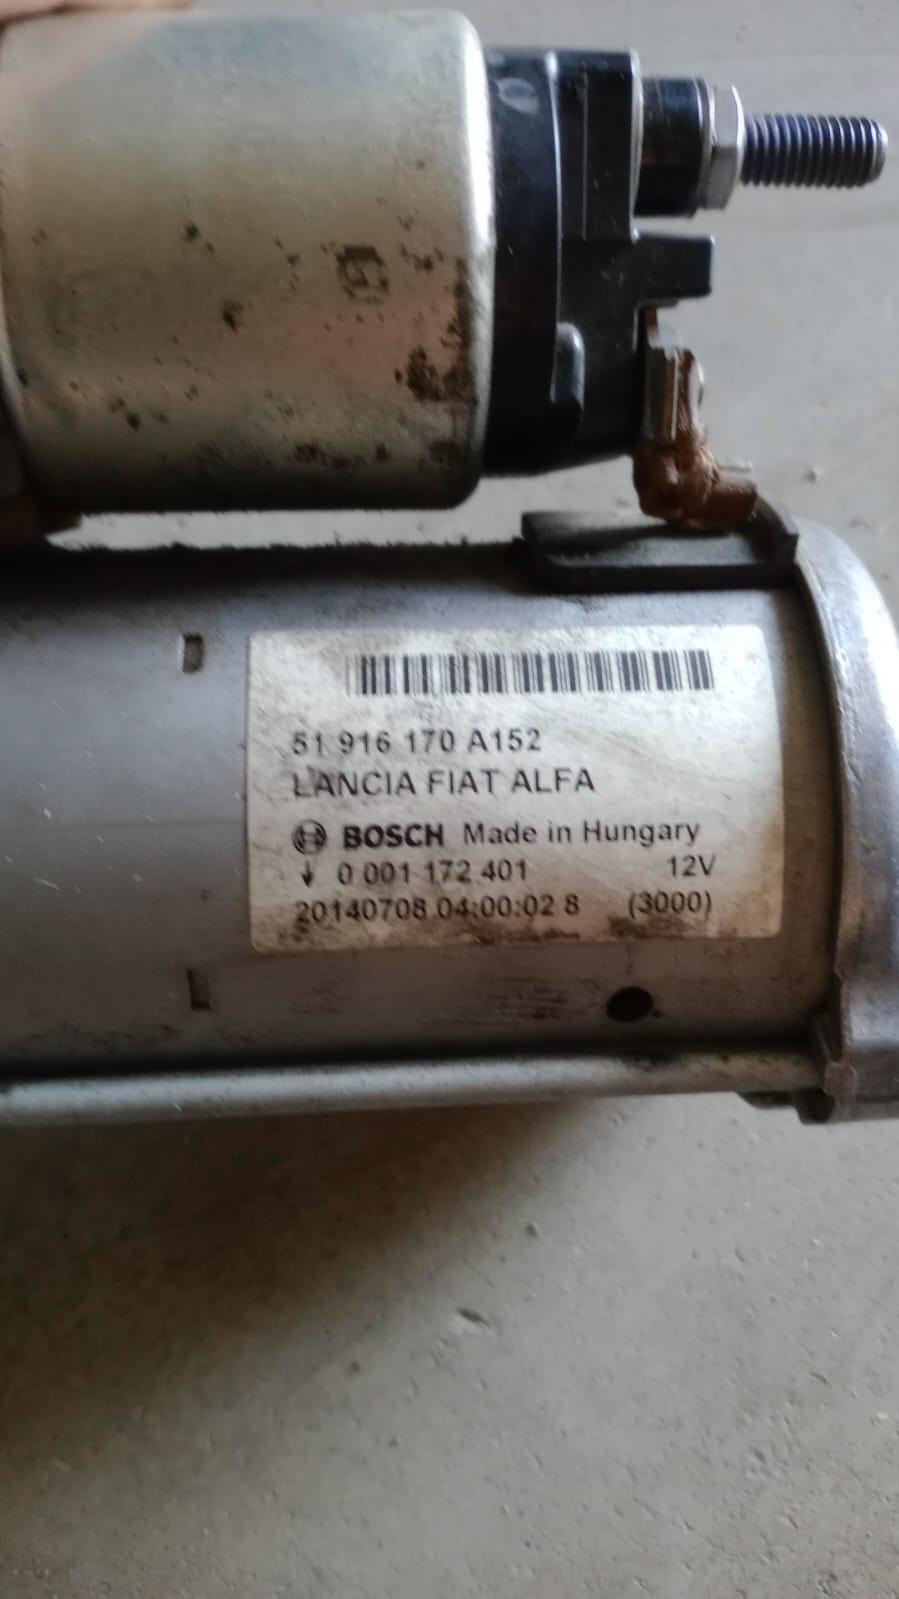 51 916 170 A152
LANCIA FIAT ALFA
BOSCH Made in Hungary
↓ 0 001 172 401 12V
20140708 04:00:02 8 (3000)